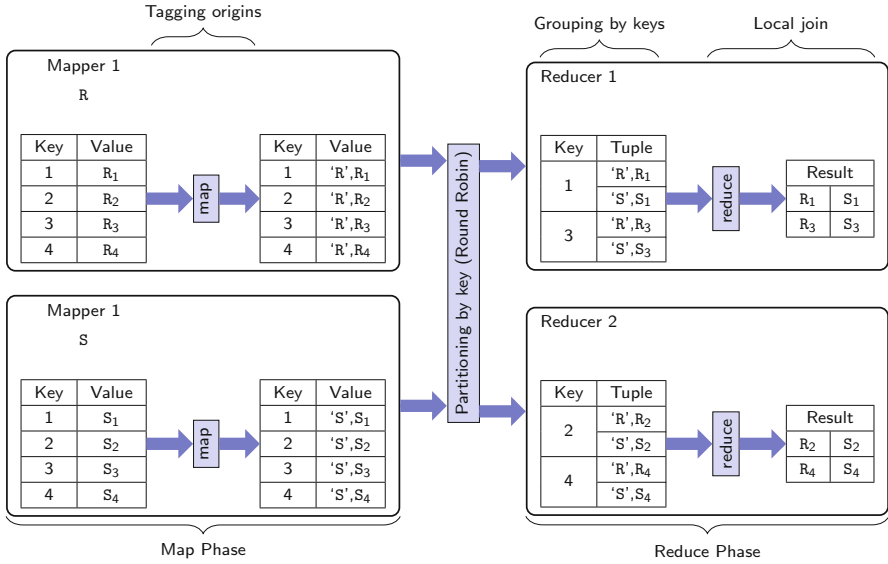 Tagging origins
Grouping by keys
Local join
Mapper 1
R
Key Value
1 R1
2 R2
3 R3
4 R4
map
Key Value
1 ‘R’,R1
2 ‘R’,R2
3 ‘R’,R3
4 ‘R’,R4
Mapper 1
S
Key Value
1 S1
2 S2
3 S3
4 S4
map
Key Value
1 ‘S’,S1
2 ‘S’,S2
3 ‘S’,S3
4 ‘S’,S4
Map Phase
Partitioning by key (Round Robin)
Reducer 1
Key Tuple
1 ‘R’,R1
‘S’,S1
3 ‘R’,R3
‘S’,S3
reduce
Result
R1 S1
R3 S3
Reducer 2
Key Tuple
2 ‘R’,R2
‘S’,S2
4 ‘R’,R4
‘S’,S4
reduce
Result
R2 S2
R4 S4
Reduce Phase